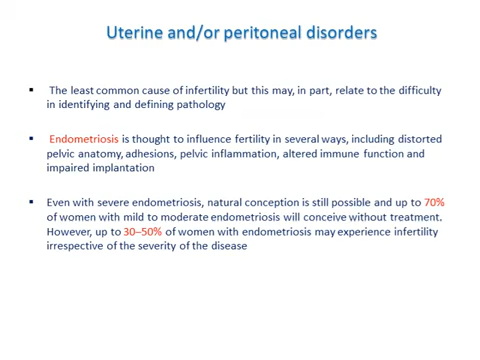 Uterine and/or peritoneal disorders
▪ The least common cause of infertility but this may, in part, relate to the difficulty
in identifying and defining pathology
▪ Endometriosis is thought to influence fertility in several ways, including distorted
pelvic anatomy, adhesions, pelvic inflammation, altered immune function and
impaired implantation
▪ Even with severe endometriosis, natural conception is still possible and up to 70%
of women with mild to moderate endometriosis will conceive without treatment.
However, up to 30–50% of women with endometriosis may experience infertility
irrespective of the severity of the disease